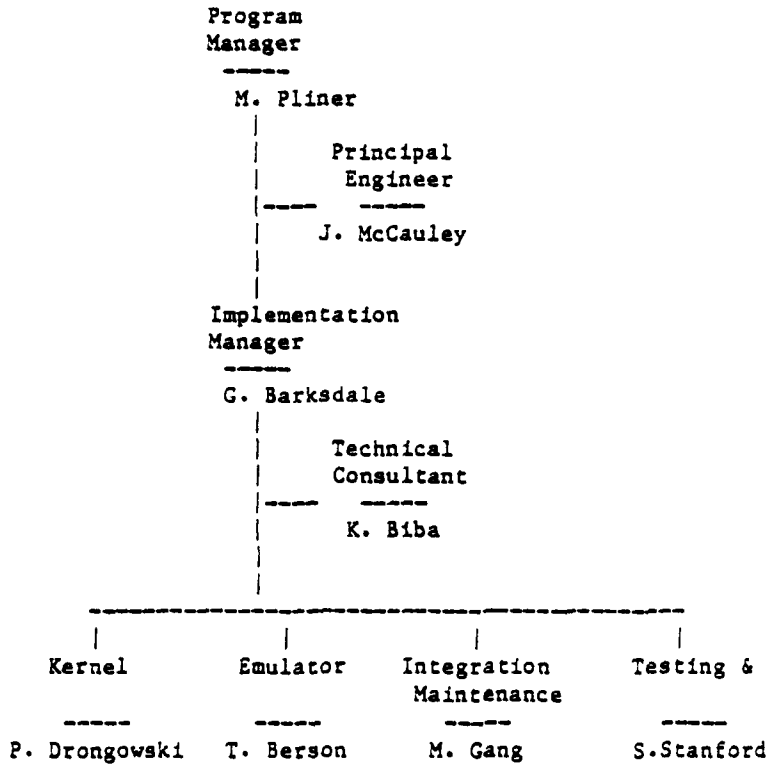 Program
Manager
M. Pliner
Principal
Engineer
J. McCauley
Implementation
Manager
G. Barksdale
Technical
Consultant
K. Biba
Kernel Emulator Integration Testing &
Maintenance
P. Drongowski T. Berson M. Gang S.Stanford